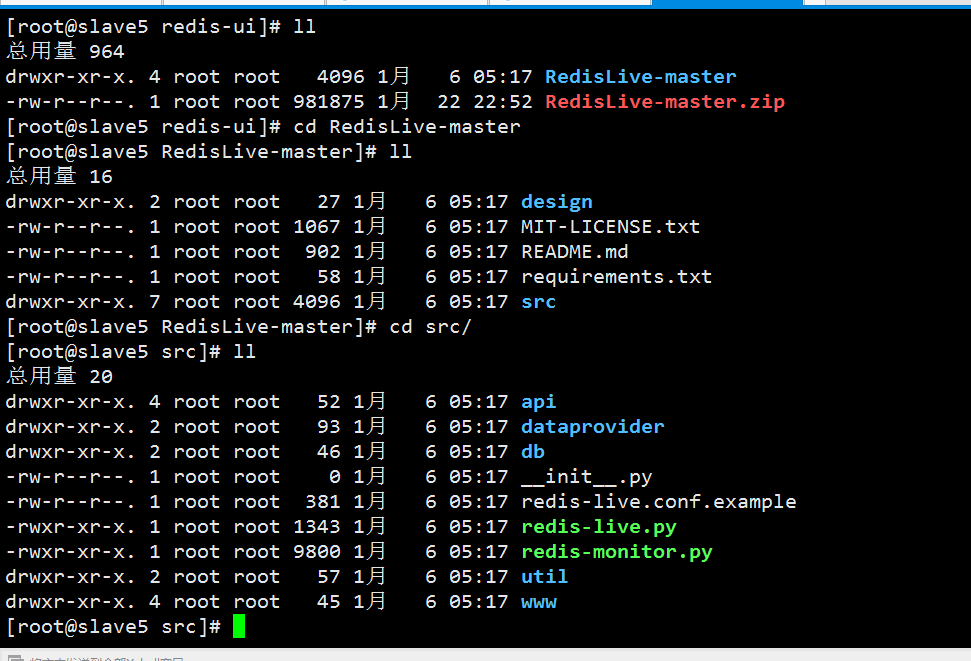 [root@slave5 redis-ui]# ll
总用量 964
drwxr-xr-x. 4 root root   4096 1月   6 05:17 RedisLive-master
-rw-r--r--. 1 root root 981875 1月  22 22:52 RedisLive-master.zip
[root@slave5 redis-ui]# cd RedisLive-master
[root@slave5 RedisLive-master]# ll
总用量 16
drwxr-xr-x. 2 root root   27 1月   6 05:17 design
-rw-r--r--. 1 root root 1067 1月   6 05:17 MIT-LICENSE.txt
-rw-r--r--. 1 root root  902 1月   6 05:17 README.md
-rw-r--r--. 1 root root   58 1月   6 05:17 requirements.txt
drwxr-xr-x. 7 root root 4096 1月   6 05:17 src
[root@slave5 RedisLive-master]# cd src/
[root@slave5 src]# ll
总用量 20
drwxr-xr-x. 4 root root   52 1月   6 05:17 api
drwxr-xr-x. 2 root root   93 1月   6 05:17 dataprovider
drwxr-xr-x. 2 root root   46 1月   6 05:17 db
-rw-r--r--. 1 root root    0 1月   6 05:17 __init__.py
-rw-r--r--. 1 root root  381 1月   6 05:17 redis-live.conf.example
-rwxr-xr-x. 1 root root 1343 1月   6 05:17 redis-live.py
-rwxr-xr-x. 1 root root 9800 1月   6 05:17 redis-monitor.py
drwxr-xr-x. 2 root root   57 1月   6 05:17 util
drwxr-xr-x. 4 root root   45 1月   6 05:17 www
[root@slave5 src]#